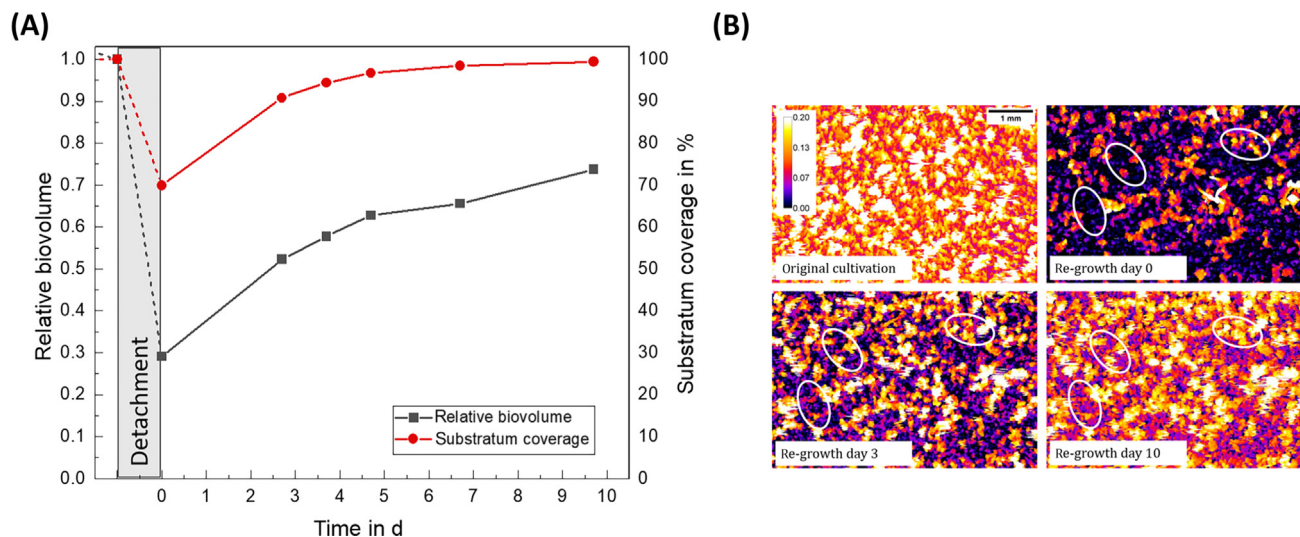 (A)
1.0
0.9
0.8
0.7
0.6
0.5
0.4
0.3
0.2
0.1
0.0
Relative biovolume
Detachment
100
90
80
70
60
50
40
30
20
10
0
Substratum coverage in %
Relative biovolume
Substratum coverage
0 1 2 3 4 5 6 7 8 9 10
Time in d
(B)
0.20
0.13
0.07
0.00
1 mm
Original cultivation
Re-growth day 0
Re-growth day 3
Re-growth day 10